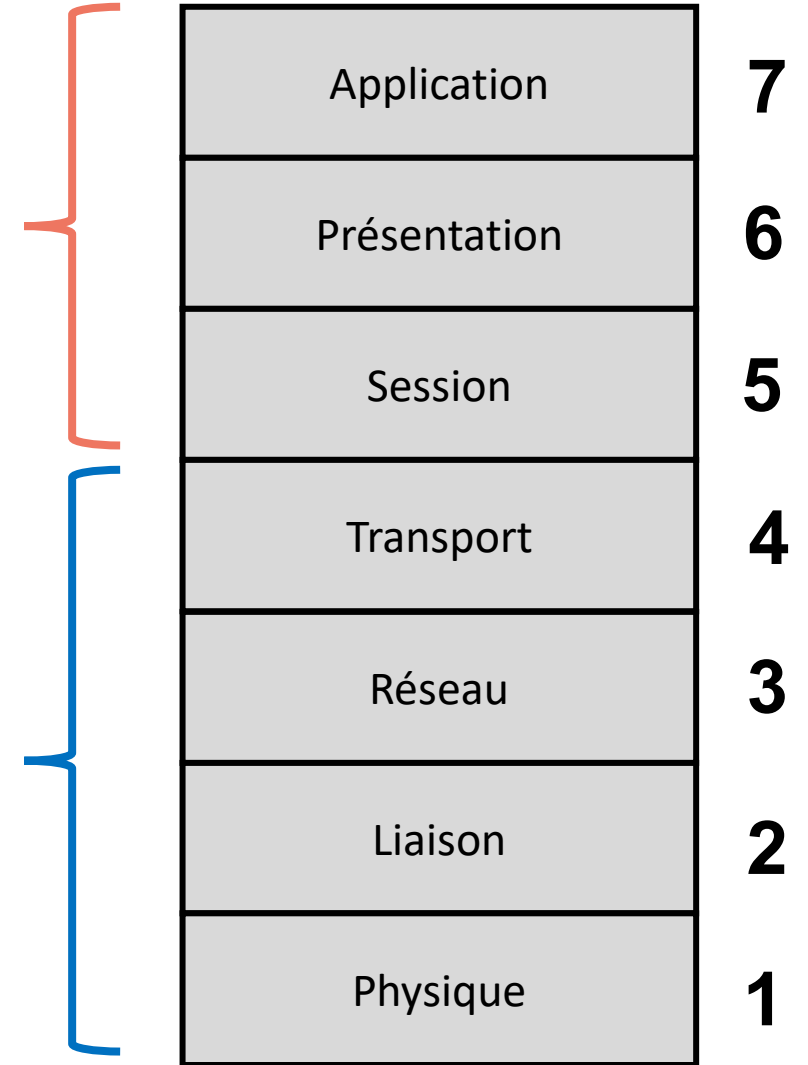 Application 7
Présentation 6
Session 5
Transport 4
Réseau 3
Liaison 2
Physique 1